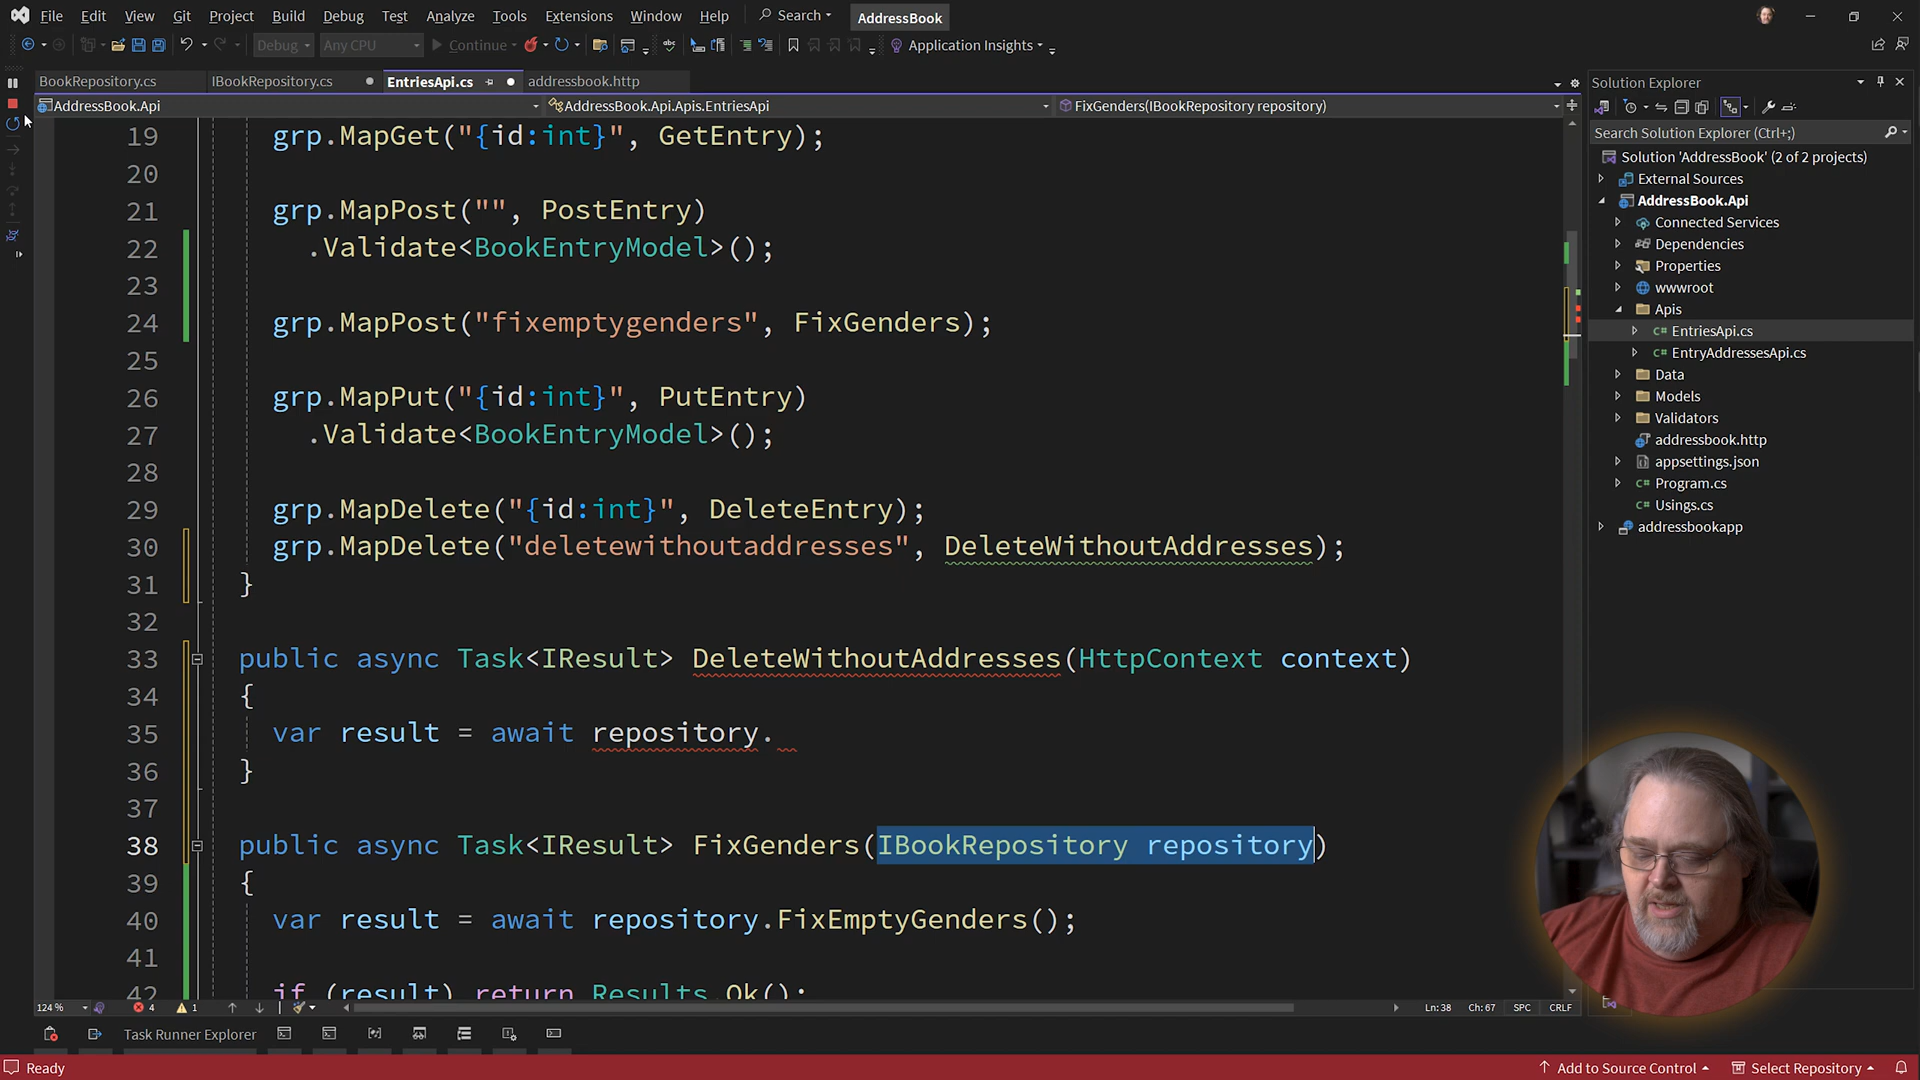 File Edit View Git Project Build Debug Test Analyze Tools Extensions Window Help Search AddressBook
Debug Any CPU Continue Application Insights
BookRepository.cs IBookRepository.cs EntriesApi.cs addressbook.http
AddressBook.Api AddressBook.Api.Apis.EntriesApi FixGenders(IBookRepository repository)
19 grp.MapGet("{id:int}", GetEntry);
20
21 grp.MapPost("", PostEntry)
22 .Validate<BookEntryModel>();
23
24 grp.MapPost("fixemptygenders", FixGenders);
25
26 grp.MapPut("{id:int}", PutEntry)
27 .Validate<BookEntryModel>();
28
29 grp.MapDelete("{id:int}", DeleteEntry);
30 grp.MapDelete("deletewithoutaddresses", DeleteWithoutAddresses);
31 }
32
33 public async Task<IResult> DeleteWithoutAddresses(HttpContext context)
34 {
35 var result = await repository.
36 }
37
38 public async Task<IResult> FixGenders(IBookRepository repository)
39 {
40 var result = await repository.FixEmptyGenders();
41
42 if (result) return Results.Ok();
124 % 4 1 Ln: 38 Ch: 67 SPC CRLF
Task Runner Explorer
Ready Add to Source Control Select Repository
Solution Explorer
Search Solution Explorer (Ctrl+;)
Solution 'AddressBook' (2 of 2 projects)
External Sources
AddressBook.Api
Connected Services
Dependencies
Properties
wwwroot
Apis
C# EntriesApi.cs
C# EntryAddressesApi.cs
Data
Models
Validators
addressbook.http
appsettings.json
C# Program.cs
C# Usings.cs
addressbookapp